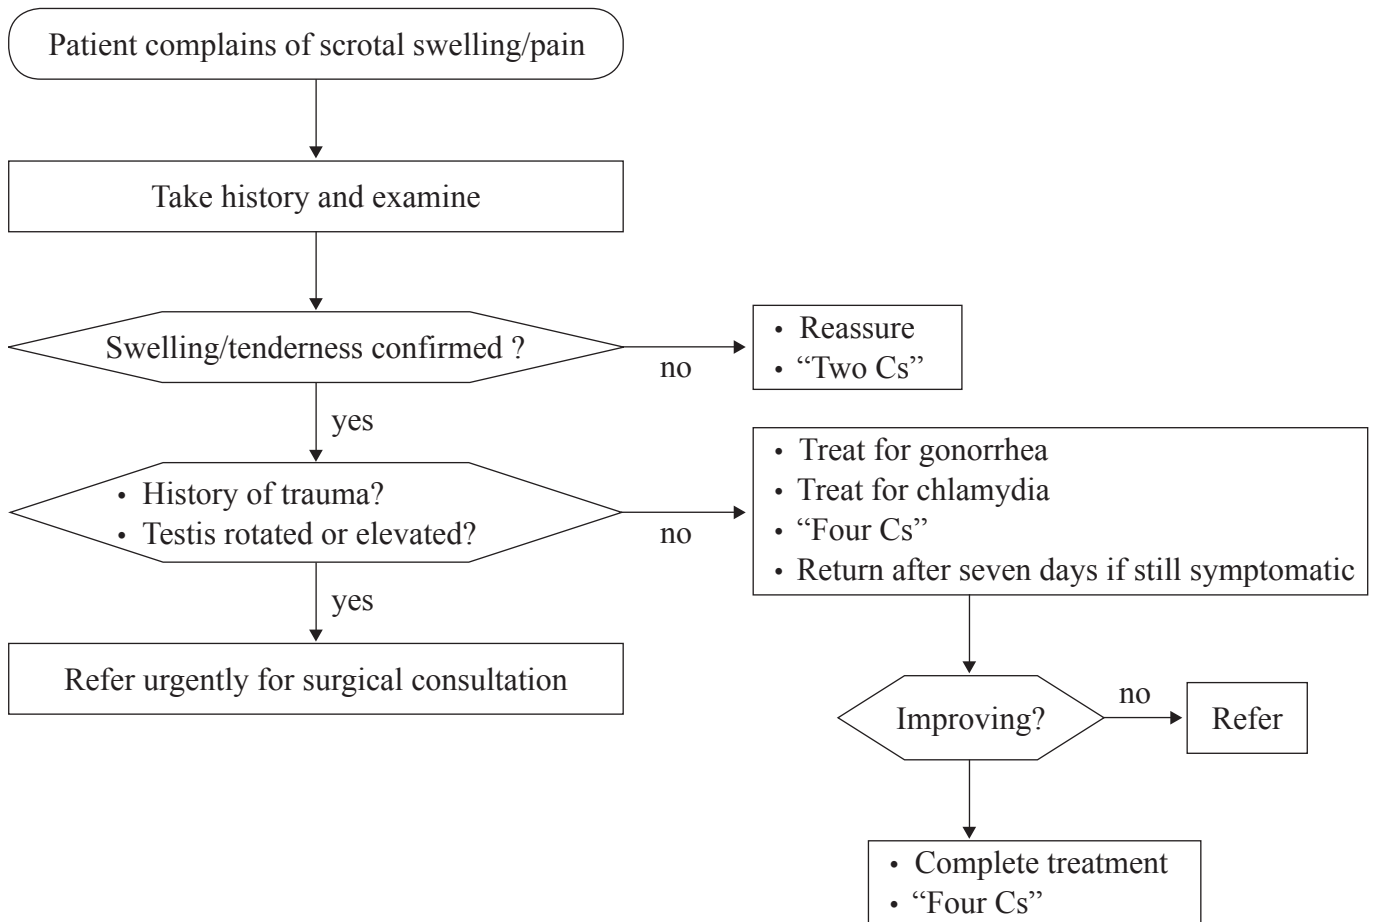 Patient complains of scrotal swelling/pain
Take history and examine
Swelling/tenderness confirmed ?
no
• Reassure
• “Two Cs”
yes
• History of trauma?
• Testis rotated or elevated?
no
• Treat for gonorrhea
• Treat for chlamydia
• “Four Cs”
• Return after seven days if still symptomatic
yes
Refer urgently for surgical consultation
Improving?
no
Refer
• Complete treatment
• “Four Cs”